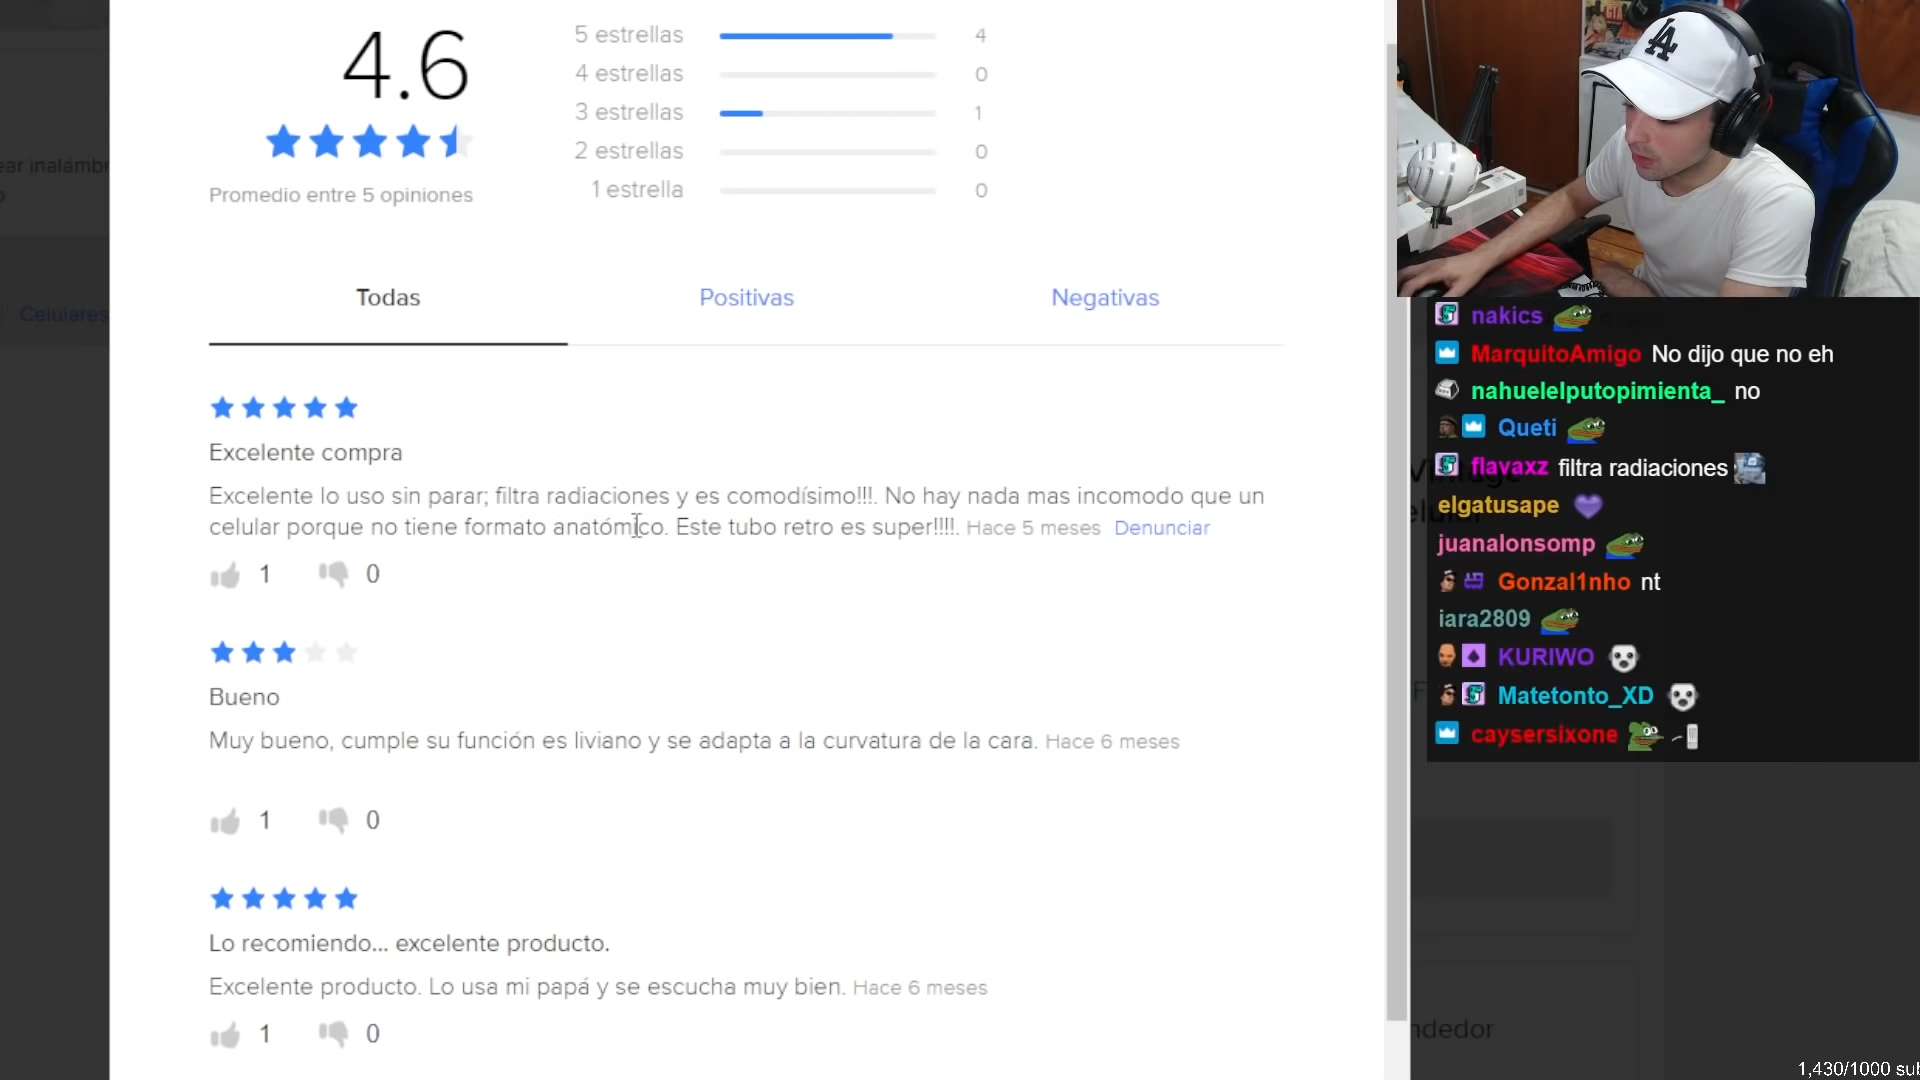 4.6
Promedio entre 5 opiniones
5 estrellas 4
4 estrellas 0
3 estrellas 1
2 estrellas 0
1 estrella 0
ear inalámbr
Celulares
Todas Positivas Negativas
Excelente compra
Excelente lo uso sin parar; filtra radiaciones y es comodísimo!!!. No hay nada mas incomodo que un
celular porque no tiene formato anatómico. Este tubo retro es super!!!!. Hace 5 meses Denunciar
1 0
Bueno
Muy bueno, cumple su función es liviano y se adapta a la curvatura de la cara. Hace 6 meses
1 0
Lo recomiendo... excelente producto.
Excelente producto. Lo usa mi papá y se escucha muy bien. Hace 6 meses
1 0
LA
nakics
MarquitoAmigo No dijo que no eh
nahuelelputopimienta_ no
Queti
flavaxz filtra radiaciones
elgatusape
juanalonsomp
Gonzal1nho nt
iara2809
KURIWO
Matetonto_XD
caysersixone
ndedor
1,430/1000 sub